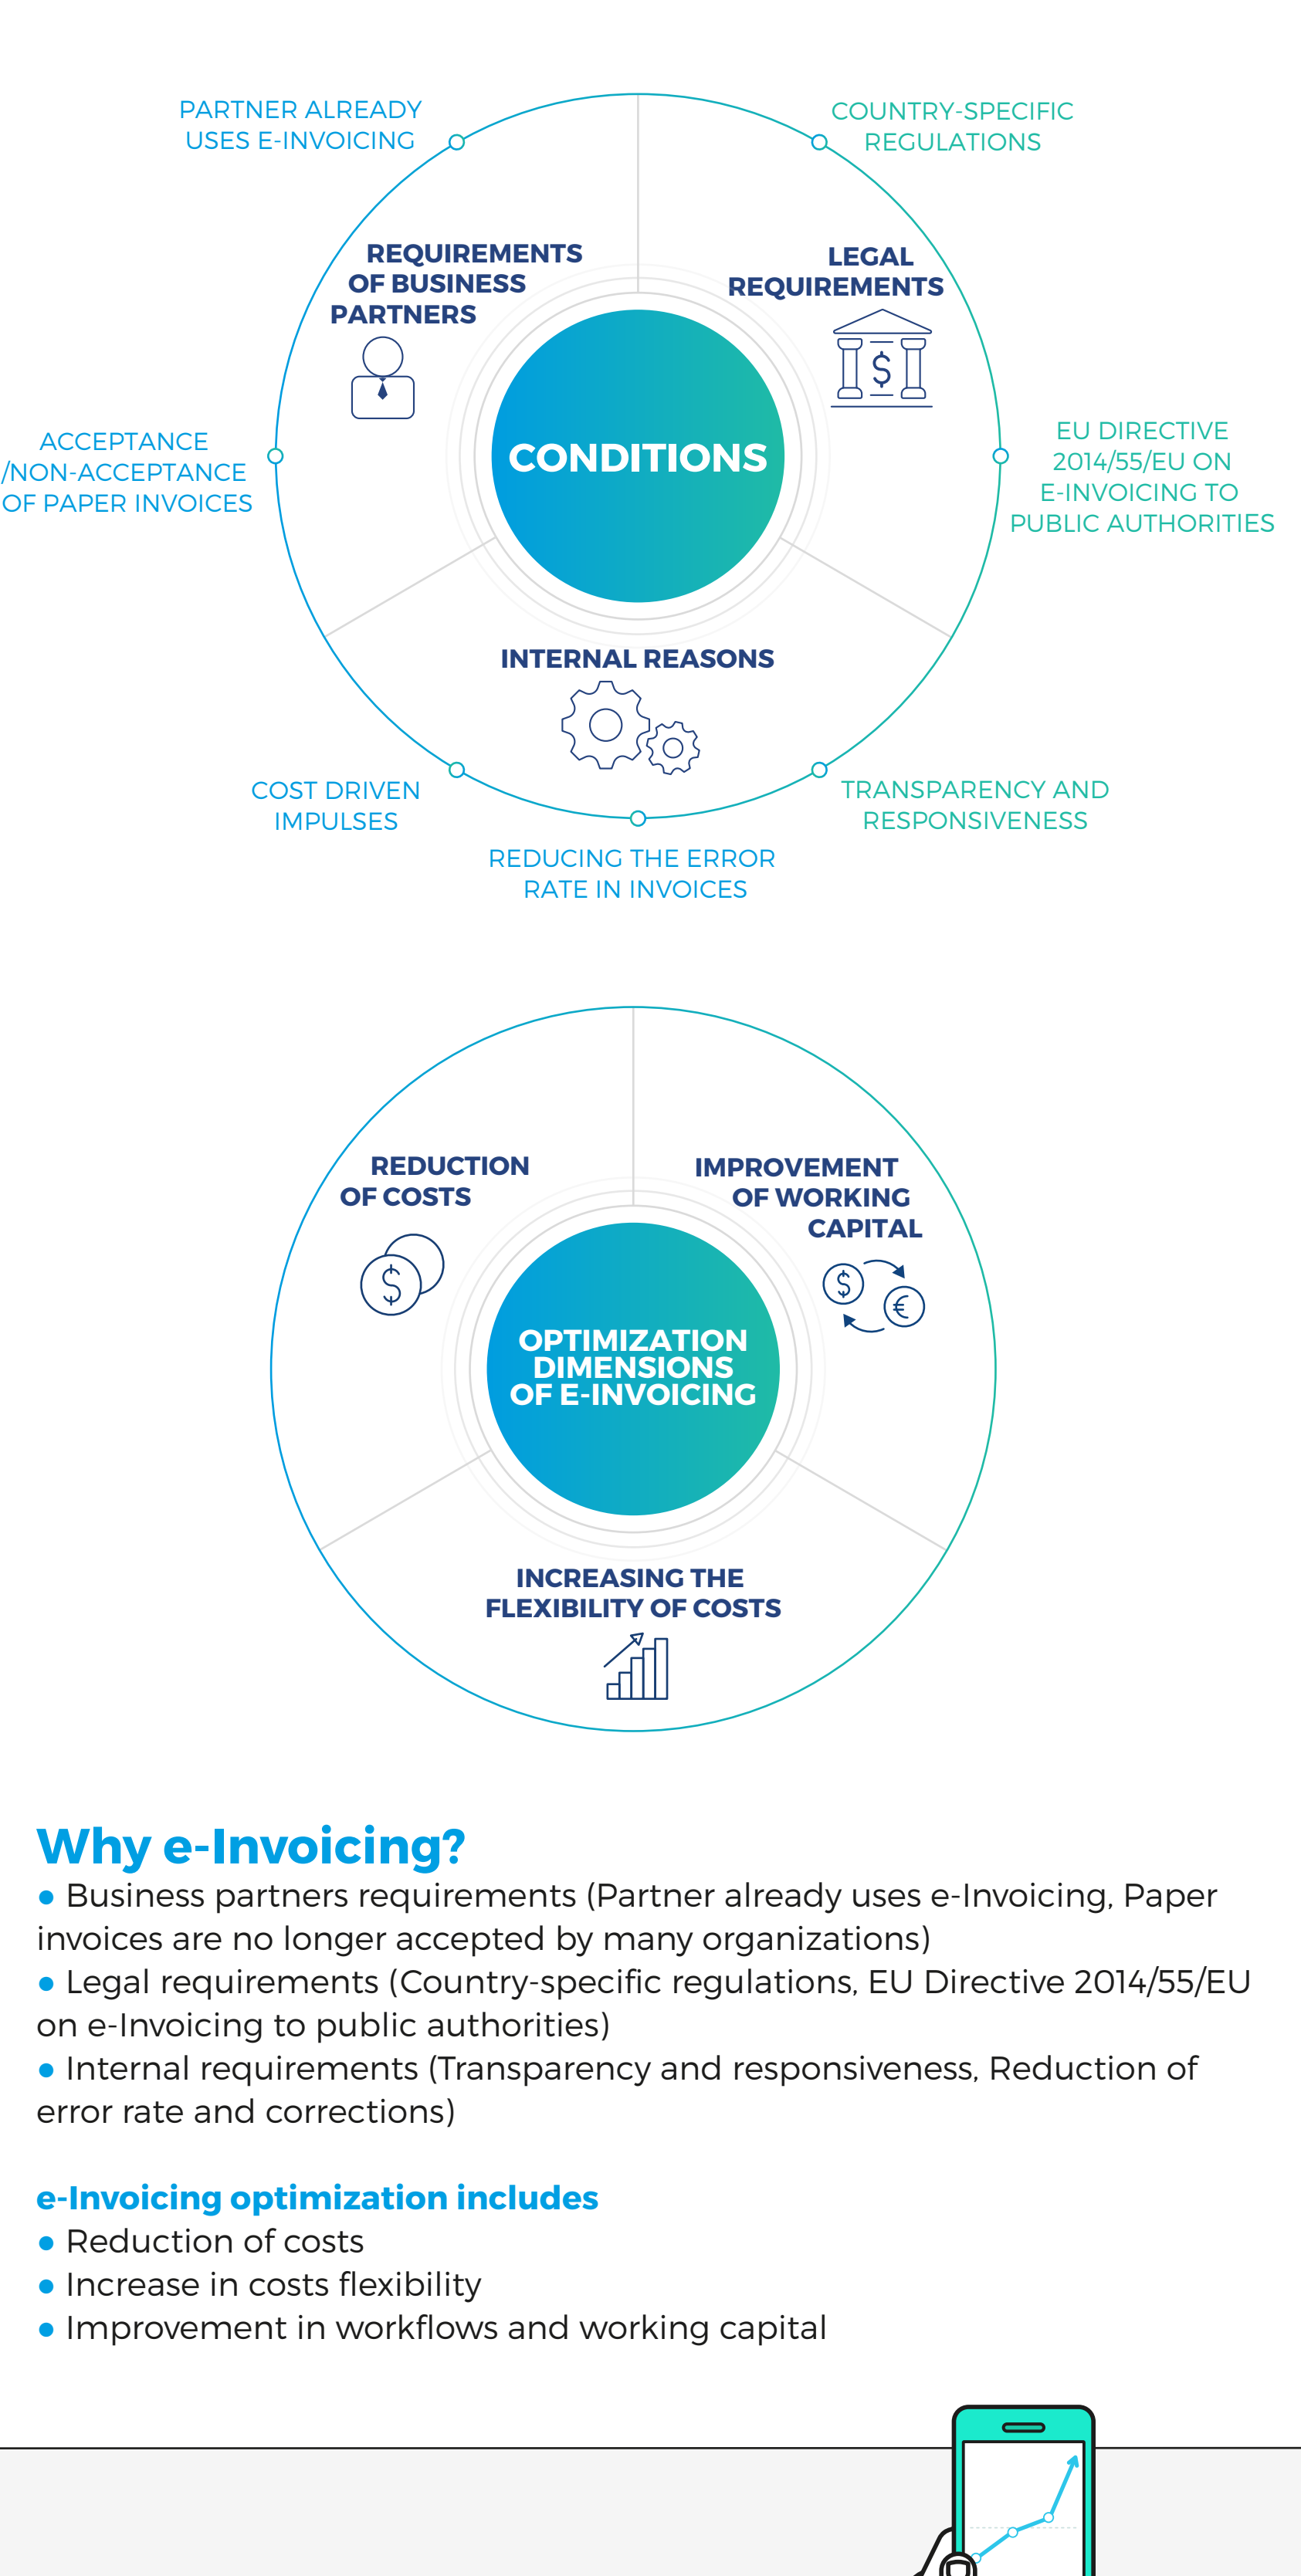 PARTNER ALREADY
USES E-INVOICING
COUNTRY-SPECIFIC
REGULATIONS
REQUIREMENTS
OF BUSINESS
PARTNERS
LEGAL
REQUIREMENTS
$
CONDITIONS
ACCEPTANCE
/NON-ACCEPTANCE
OF PAPER INVOICES
EU DIRECTIVE
2014/55/EU ON
E-INVOICING TO
PUBLIC AUTHORITIES
INTERNAL REASONS
COST DRIVEN
IMPULSES
TRANSPARENCY AND
RESPONSIVENESS
REDUCING THE ERROR
RATE IN INVOICES
REDUCTION
OF COSTS
$
IMPROVEMENT
OF WORKING
CAPITAL
$
€
OPTIMIZATION
DIMENSIONS
OF E-INVOICING
INCREASING THE
FLEXIBILITY OF COSTS
Why e-Invoicing?
● Business partners requirements (Partner already uses e-Invoicing, Paper
invoices are no longer accepted by many organizations)
● Legal requirements (Country-specific regulations, EU Directive 2014/55/EU
on e-Invoicing to public authorities)
● Internal requirements (Transparency and responsiveness, Reduction of
error rate and corrections)
e-Invoicing optimization includes
● Reduction of costs
● Increase in costs flexibility
● Improvement in workflows and working capital